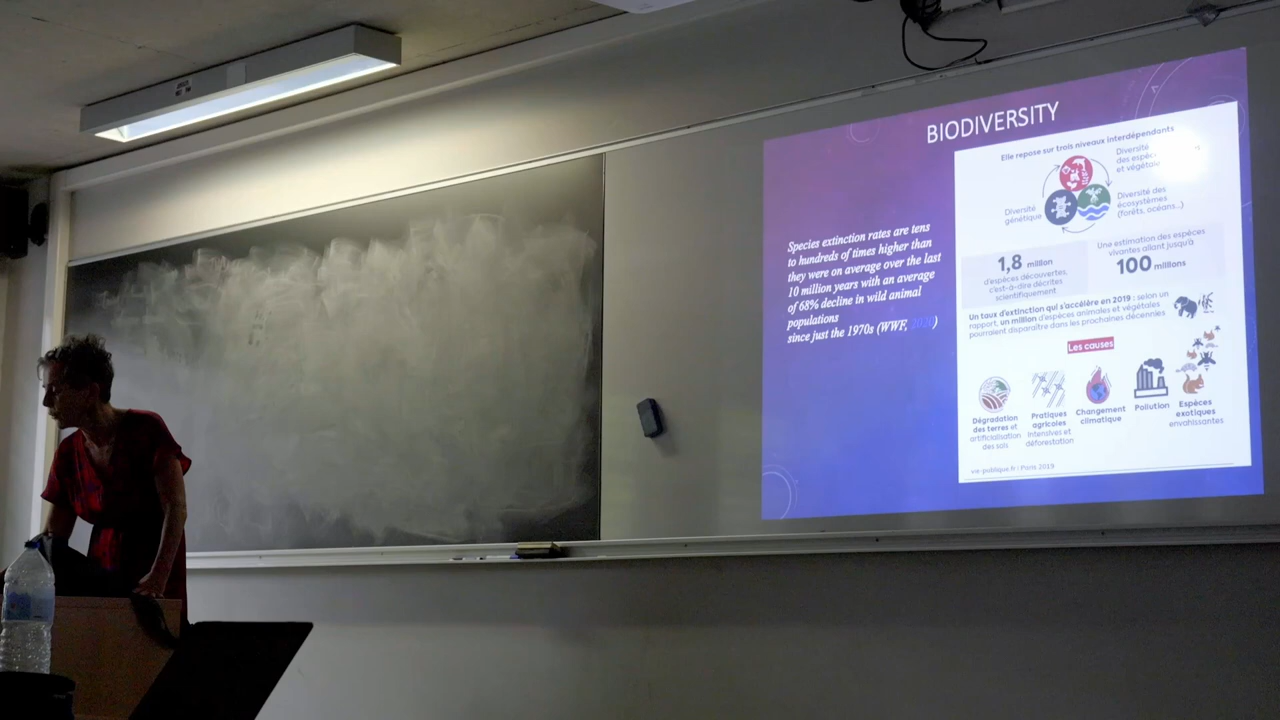 BIODIVERSITY
Species extinction rates are tens
to hundreds of times higher than
they were on average over the last
10 million years with an average
of 68% decline in wild animal
populations
since just the 1970s (WWF, 2020)
Elle repose sur trois niveaux interdépendants
Diversité
des espèc
et végétale
Diversité
génétique
Diversité des
écosystèmes
(forêts, océans...)
1,8 million
d'espèces découvertes,
c'est-à-dire décrites
scientifiquement
Une estimation des espèces
vivantes allant jusqu'à
100 millions
Un taux d'extinction qui s'accélère en 2019 : selon un
rapport, un million d'espèces animales et végétales
pourraient disparaître dans les prochaines décennies
Les causes
Dégradation
des terres et
artificialisation
des sols
Pratiques
agricoles
intensives et
déforestation
Changement
climatique
Pollution
Espèces
exotiques
envahissantes
vie-publique.fr | Paris 2019